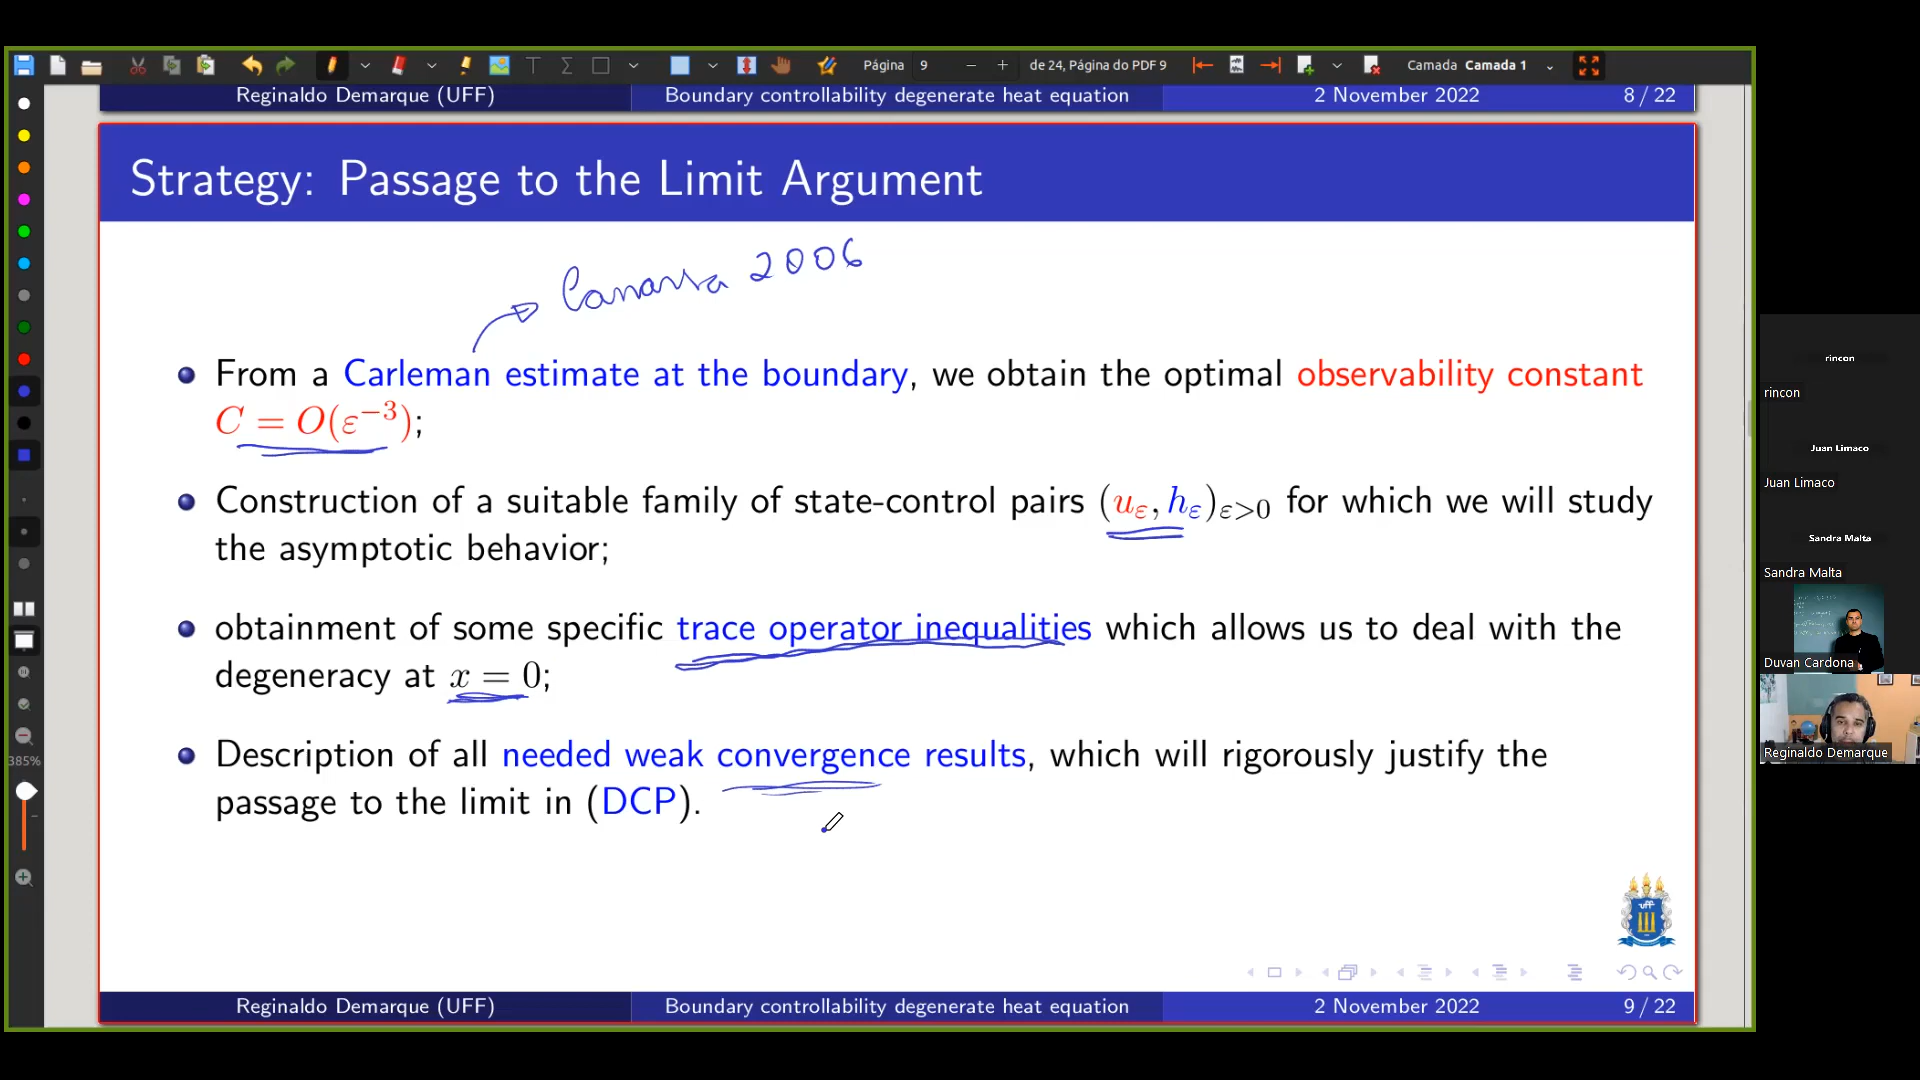 Página 9 de 24, Página do PDF 9 Camada Camada 1
Reginaldo Demarque (UFF) Boundary controllability degenerate heat equation 2 November 2022 8 / 22
Strategy: Passage to the Limit Argument
Canarsa 2006
From a Carleman estimate at the boundary, we obtain the optimal observability constant
C = O(ε⁻³);
Construction of a suitable family of state-control pairs (uε, hε)ε>0 for which we will study
the asymptotic behavior;
obtainment of some specific trace operator inequalities which allows us to deal with the
degeneracy at x = 0;
Description of all needed weak convergence results, which will rigorously justify the
passage to the limit in (DCP).
uff
Reginaldo Demarque (UFF) Boundary controllability degenerate heat equation 2 November 2022 9 / 22
385%
rincon
rincon
Juan Limaco
Juan Limaco
Sandra Malta
Sandra Malta
Duvan Cardona
Reginaldo Demarque